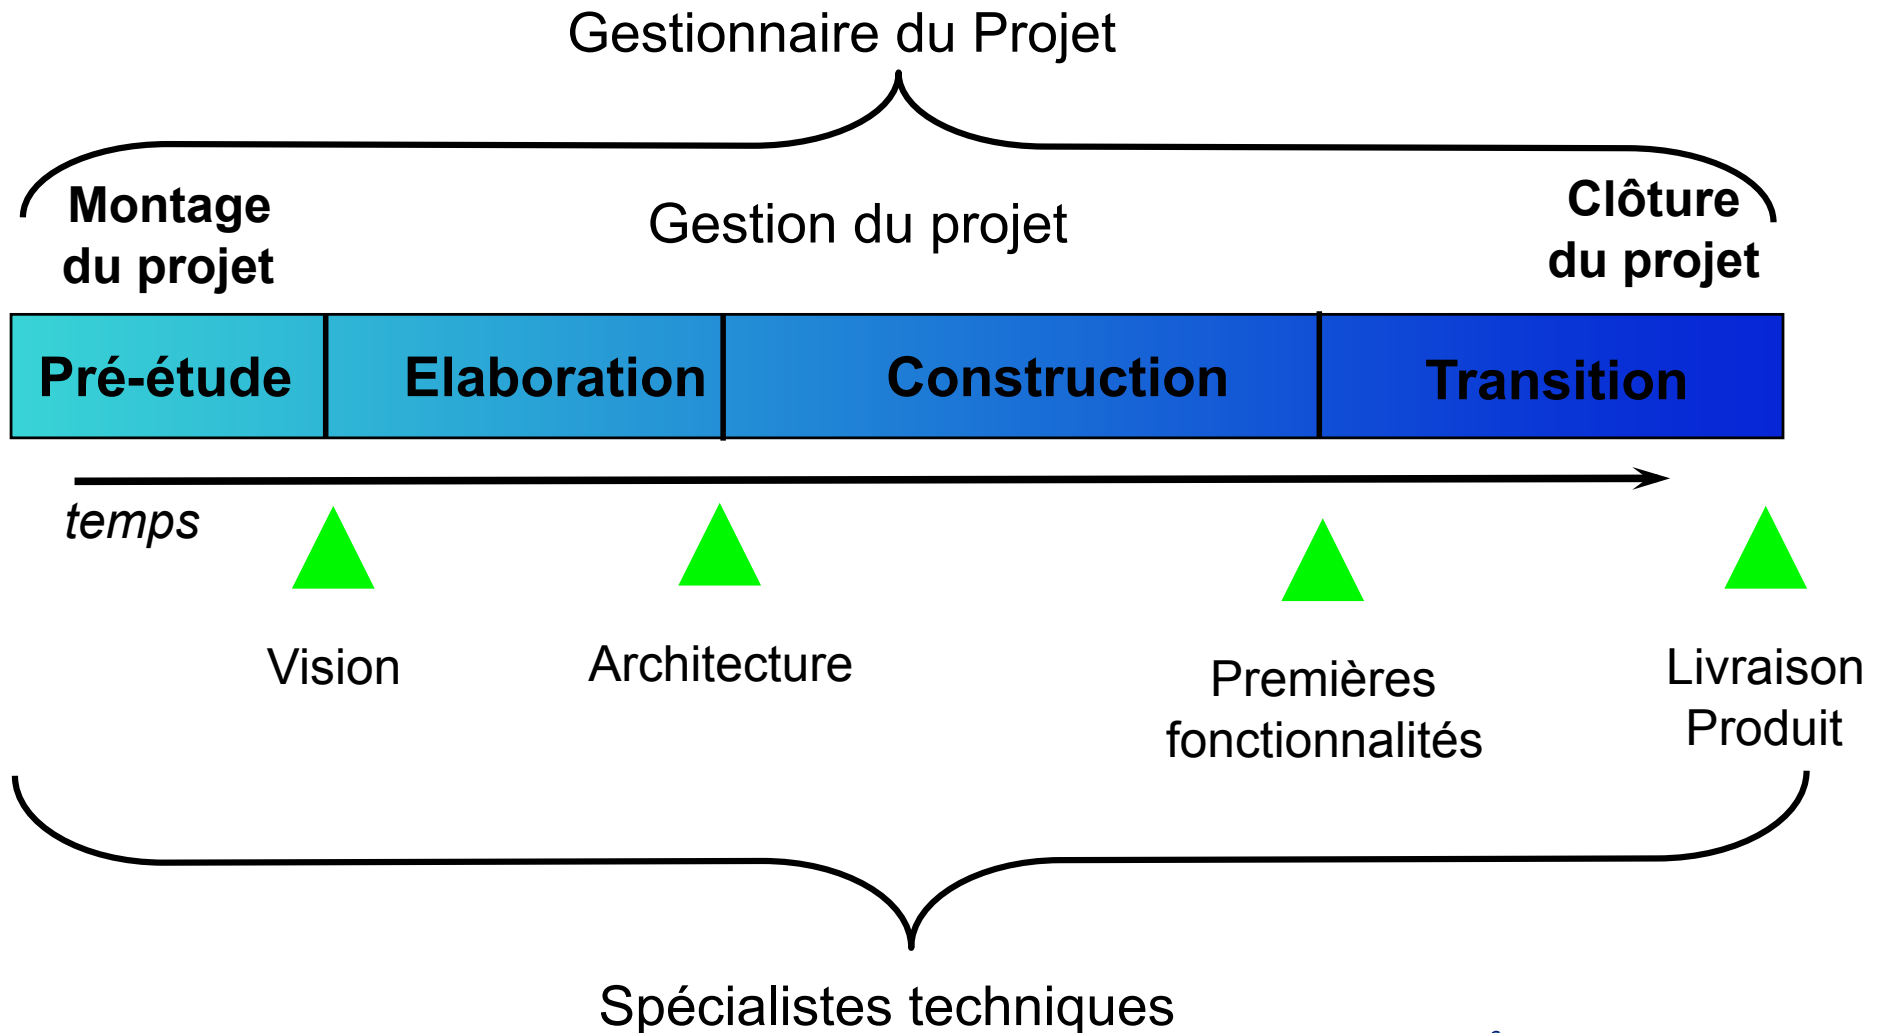 Gestionnaire du Projet
Montage
du projet
Gestion du projet
Clôture
du projet
Pré-étude
Elaboration
Construction
Transition
temps
Vision
Architecture
Premières
fonctionnalités
Livraison
Produit
Spécialistes techniques